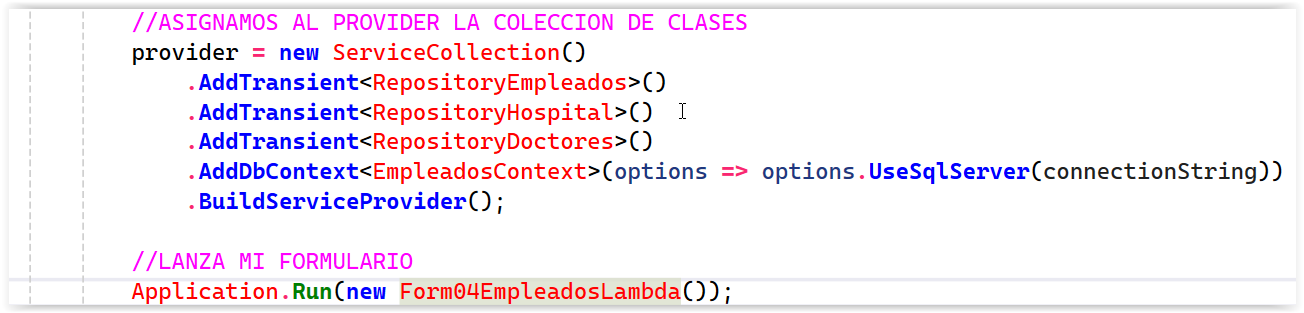 //ASIGNAMOS AL PROVIDER LA COLECCION DE CLASES
provider = new ServiceCollection()
.AddTransient<RepositoryEmpleados>()
.AddTransient<RepositoryHospital>()
.AddTransient<RepositoryDoctores>()
.AddDbContext<EmpleadosContext>(options => options.UseSqlServer(connectionString))
.BuildServiceProvider();
//LANZA MI FORMULARIO
Application.Run(new Form04EmpleadosLambda());